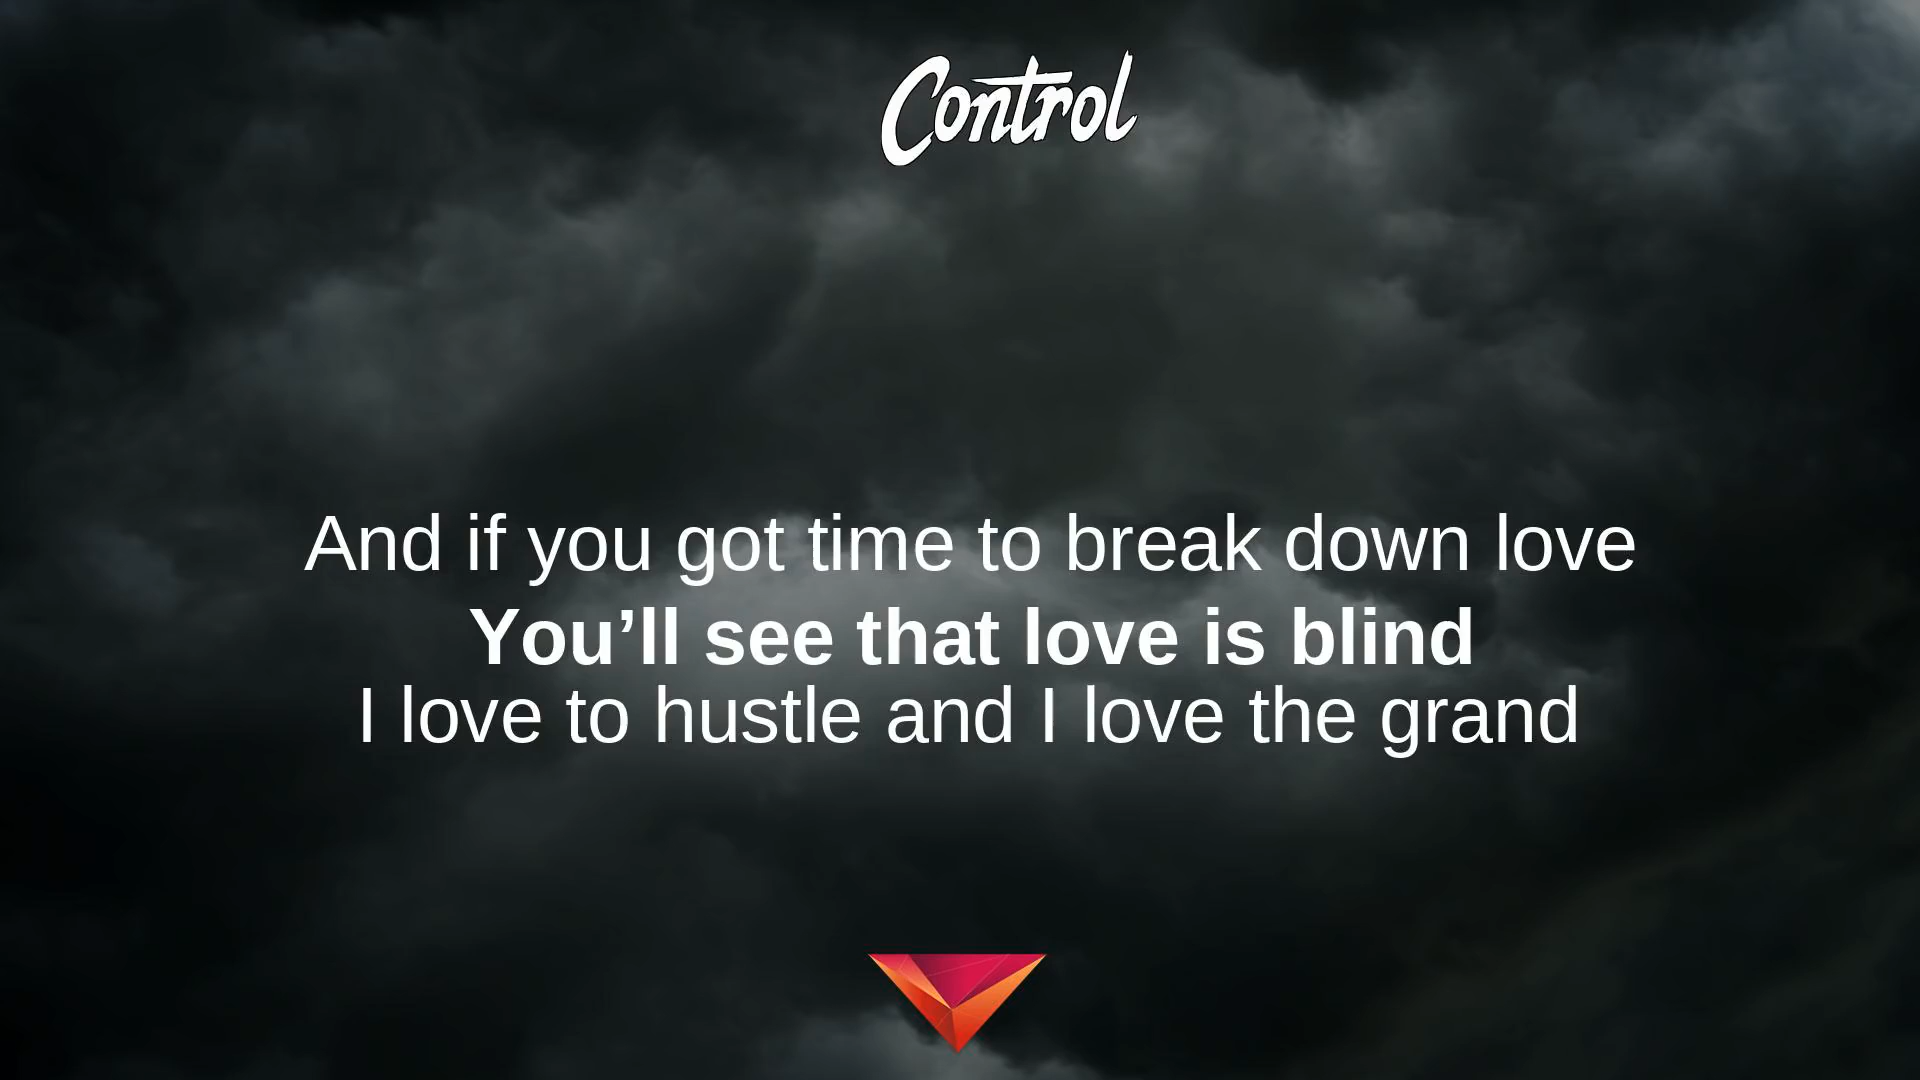 Control
And if you got time to break down love
You’ll see that love is blind
I love to hustle and I love the grand